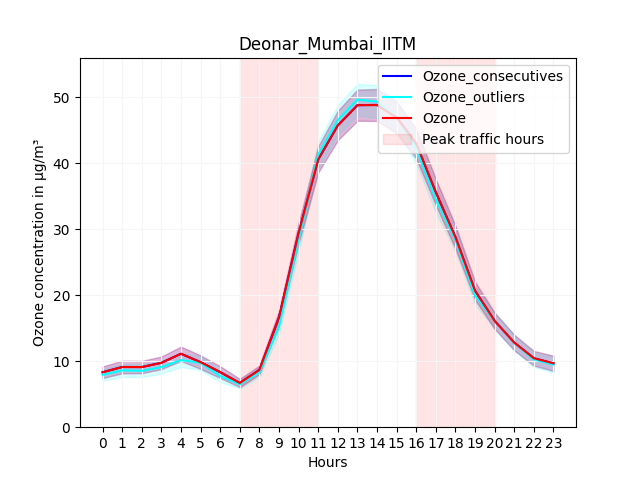 Deonar_Mumbai_IITM
Ozone concentration in µg/m³
50
40
30
20
10
0
Ozone_consecutives
Ozone_outliers
Ozone
Peak traffic hours
0 1 2 3 4 5 6 7 8 9 10 11 12 13 14 15 16 17 18 19 20 21 22 23
Hours